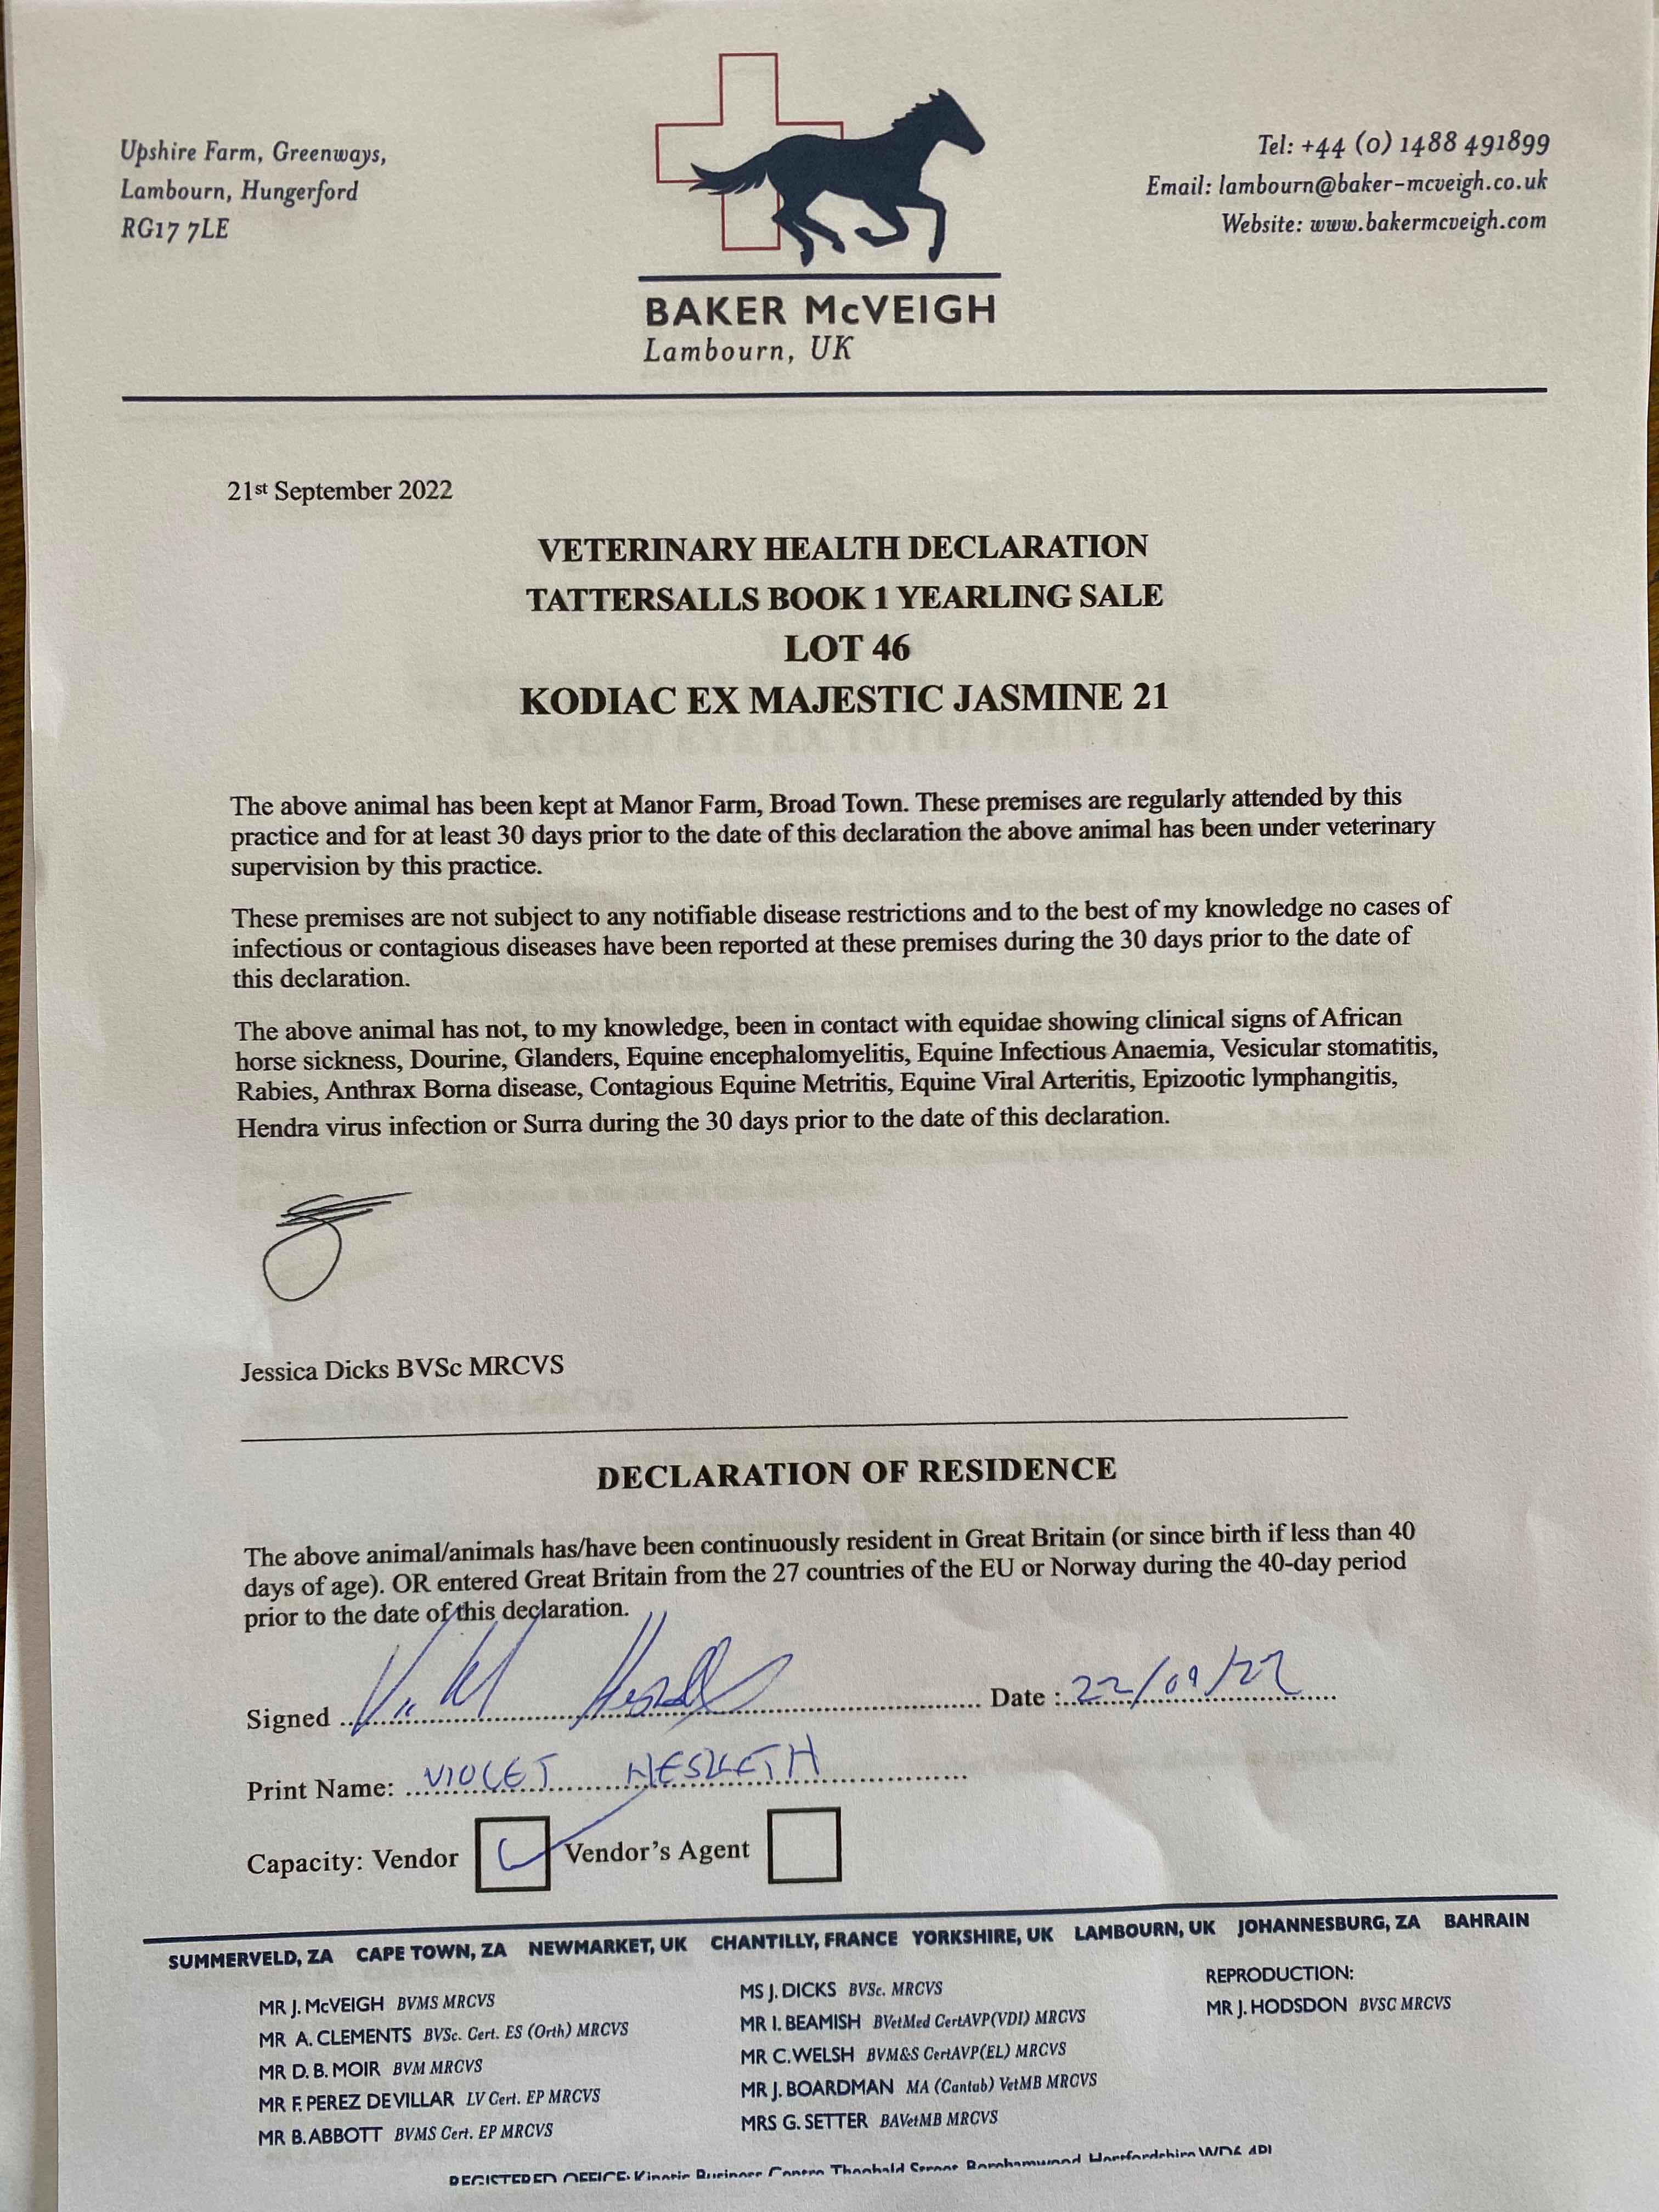 Upshire Farm, Greenways,
Lambourn, Hungerford
RG17 7LE
Tel: +44 (0) 1488 491899
Email: lambourn@baker-mcveigh.co.uk
Website: www.bakermcveigh.com
BAKER McVEIGH
Lambourn, UK
21st September 2022
VETERINARY HEALTH DECLARATION
TATTERSALLS BOOK 1 YEARLING SALE
LOT 46
KODIAC EX MAJESTIC JASMINE 21
The above animal has been kept at Manor Farm, Broad Town. These premises are regularly attended by this
practice and for at least 30 days prior to the date of this declaration the above animal has been under veterinary
supervision by this practice.
These premises are not subject to any notifiable disease restrictions and to the best of my knowledge no cases of
infectious or contagious diseases have been reported at these premises during the 30 days prior to the date of
this declaration.
The above animal has not, to my knowledge, been in contact with equidae showing clinical signs of African
horse sickness, Dourine, Glanders, Equine encephalomyelitis, Equine Infectious Anaemia, Vesicular stomatitis,
Rabies, Anthrax Borna disease, Contagious Equine Metritis, Equine Viral Arteritis, Epizootic lymphangitis,
Hendra virus infection or Surra during the 30 days prior to the date of this declaration.
Jessica Dicks BVSc MRCVS
DECLARATION OF RESIDENCE
The above animal/animals has/have been continuously resident in Great Britain (or since birth if less than 40
days of age). OR entered Great Britain from the 27 countries of the EU or Norway during the 40-day period
prior to the date of this declaration.
Signed Date : 22/09/22
Print Name: VIOLET HESKETH
Capacity: Vendor Vendor's Agent
SUMMERVELD, ZA CAPE TOWN, ZA NEWMARKET, UK CHANTILLY, FRANCE YORKSHIRE, UK LAMBOURN, UK JOHANNESBURG, ZA BAHRAIN
MR J. McVEIGH BVMS MRCVS
MR A. CLEMENTS BVSc. Cert. ES (Orth) MRCVS
MR D. B. MOIR BVM MRCVS
MR F. PEREZ DE VILLAR LV Cert. EP MRCVS
MR B. ABBOTT BVMS Cert. EP MRCVS
MS J. DICKS BVSc. MRCVS
MR I. BEAMISH BVetMed CertAVP(VDI) MRCVS
MR C. WELSH BVM&S CertAVP(EL) MRCVS
MR J. BOARDMAN MA (Cantab) VetMB MRCVS
MRS G. SETTER BAVetMB MRCVS
REPRODUCTION:
MR J. HODSDON BVSC MRCVS
REGISTERED OFFICE: Kinetic Business Centre Theobald Street Borehamwood Hertfordshire WD6